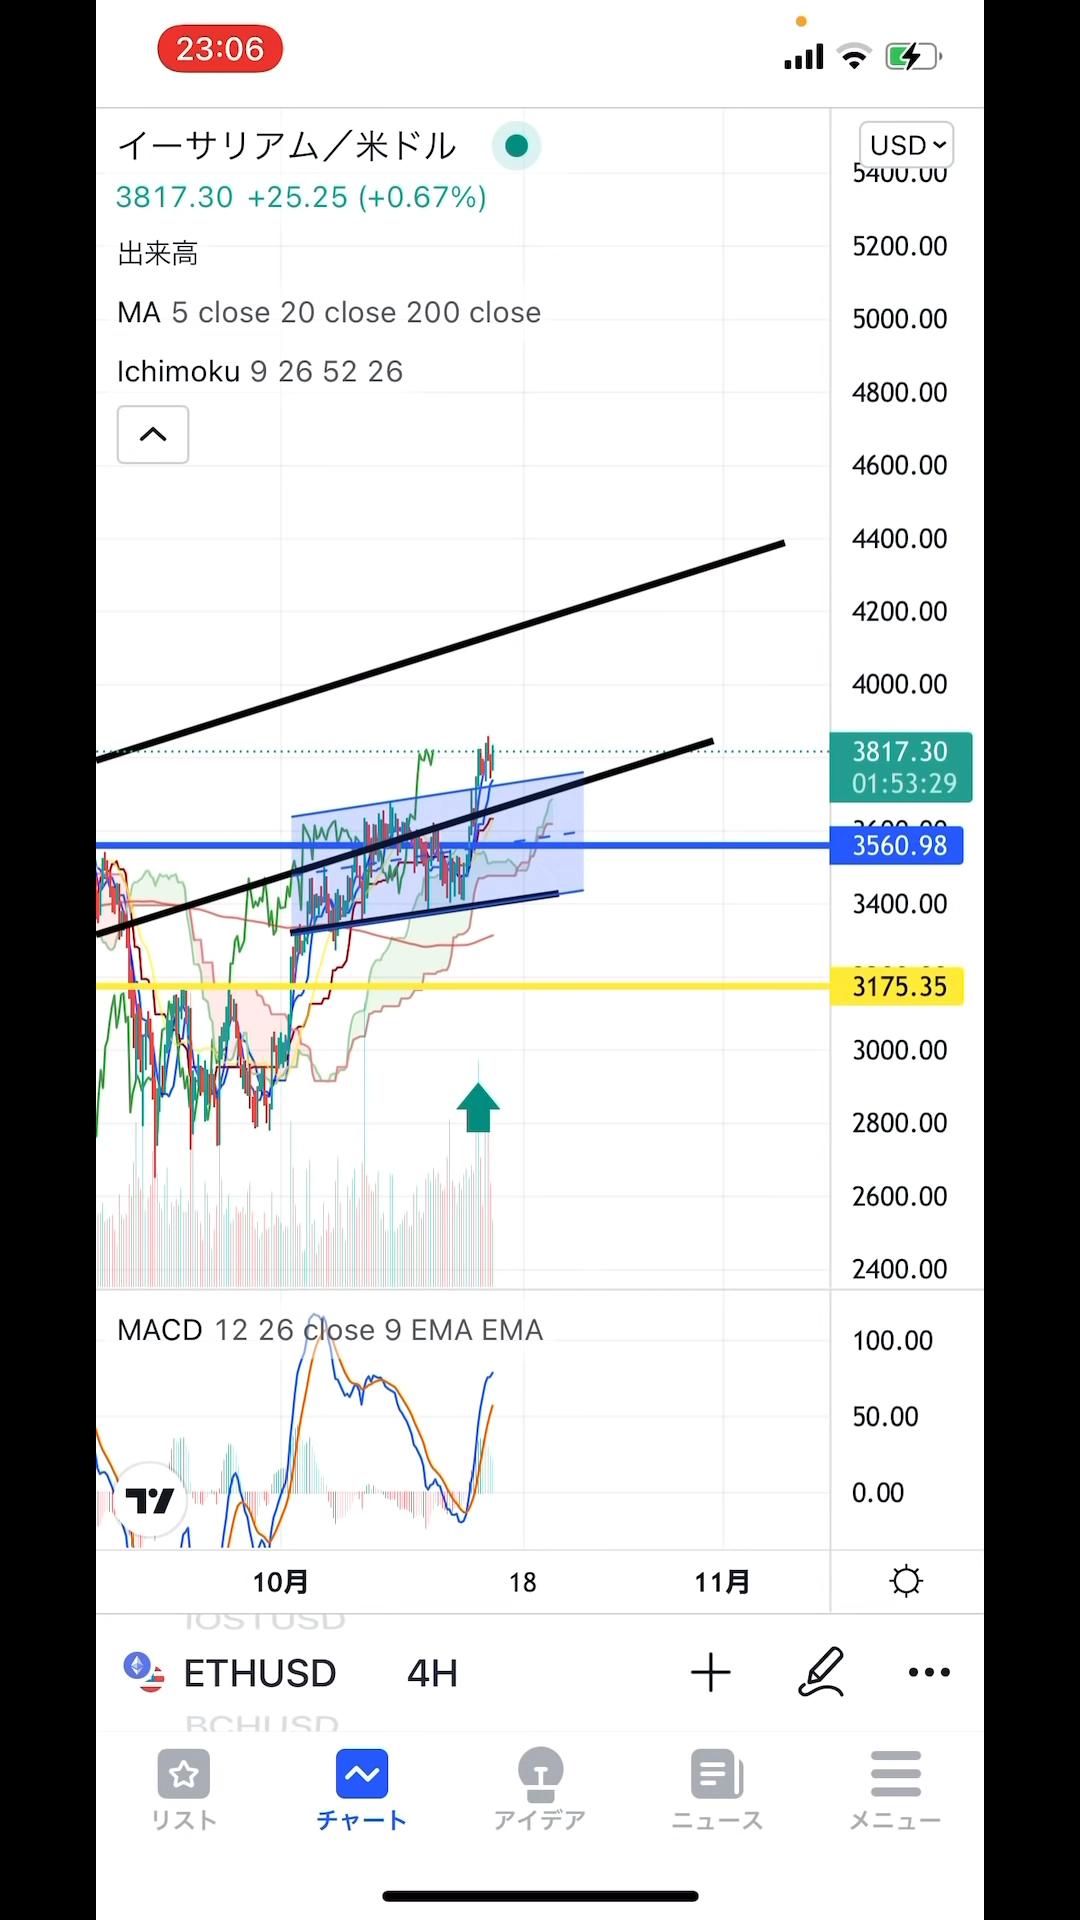 23:06
イーサリアム／米ドル
USD
3817.30 +25.25 (+0.67%)
出来高
MA 5 close 20 close 200 close
Ichimoku 9 26 52 26
5400.00
5200.00
5000.00
4800.00
4600.00
4400.00
4200.00
4000.00
3817.30
01:53:29
3560.98
3400.00
3175.35
3000.00
2800.00
2600.00
2400.00
MACD 12 26 close 9 EMA EMA
100.00
50.00
0.00
10月 18 11月
IOSTUSD
ETHUSD 4H
BCHUSD
リスト チャート アイデア ニュース メニュー